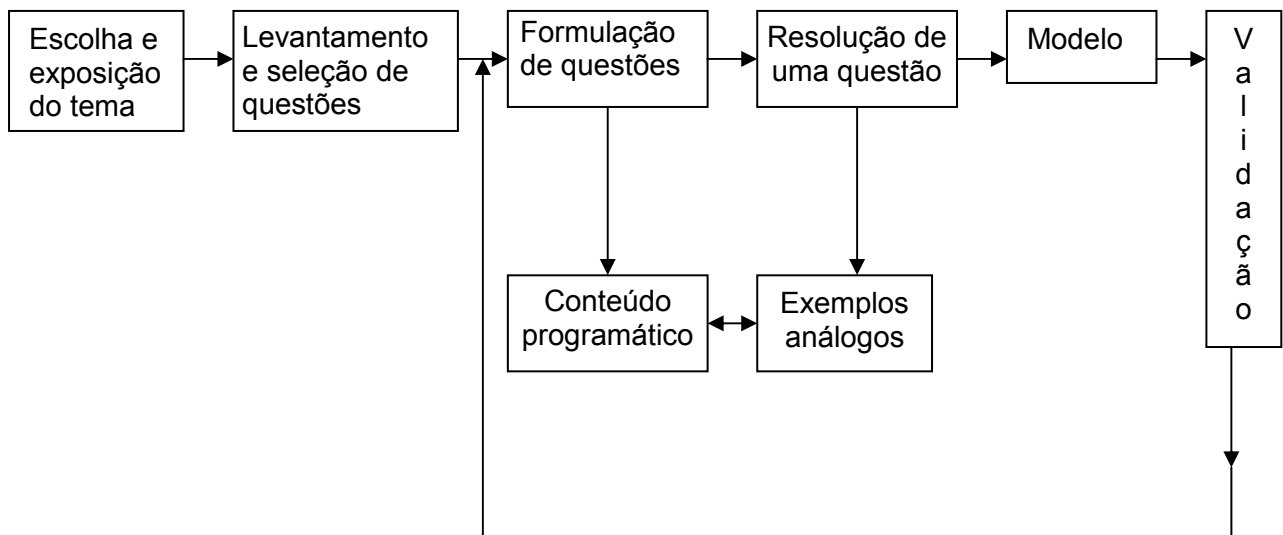 Escolha e
exposição
do tema
Levantamento
e seleção de
questões
Formulação
de questões
Resolução de
uma questão
Modelo
V
a
l
i
d
a
ç
ã
o
Conteúdo
programático
Exemplos
análogos